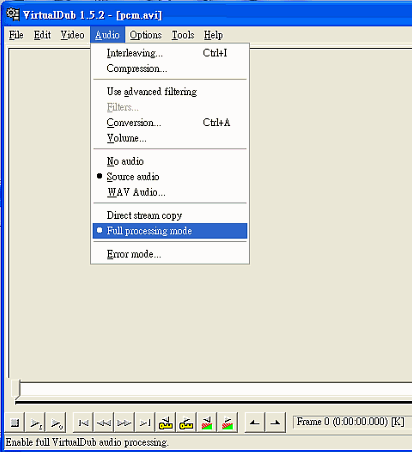 VirtualDub 1.5.2 - [pcm.avi]
File Edit Video Audio Options Tools Help
Interleaving... Ctrl+I
Compression...
Use advanced filtering
Filters...
Conversion... Ctrl+A
Volume...
No audio
Source audio
WAV Audio...
Direct stream copy
Full processing mode
Error mode...
Frame 0 (0:00:00.000) [K]
Enable full VirtualDub audio processing.